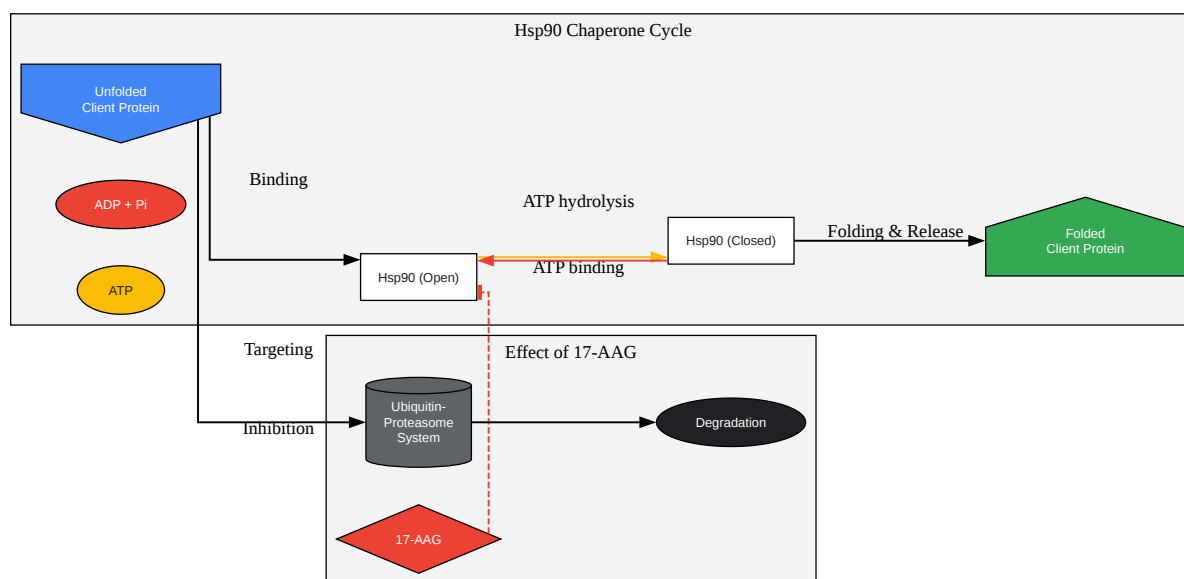 Hsp90 Chaperone Cycle
Unfolded
Client Protein
Binding
ADP + Pi
ATP hydrolysis
Hsp90 (Closed)
Folding & Release
Folded
Client Protein
ATP binding
Hsp90 (Open)
ATP
Targeting
Effect of 17-AAG
Ubiquitin-
Proteasome
System
Inhibition
Degradation
17-AAG